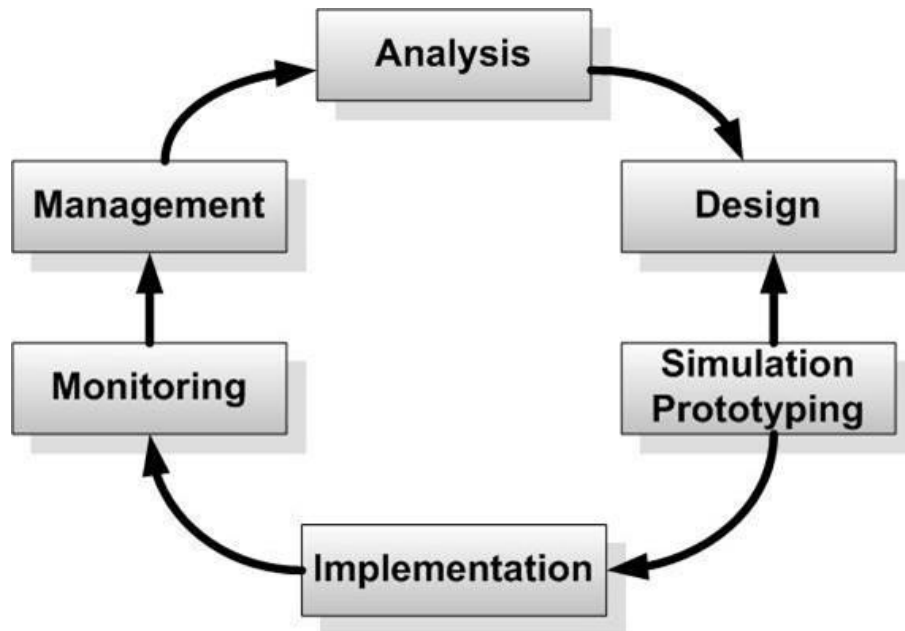 Analysis
Management
Design
Monitoring
Simulation
Prototyping
Implementation